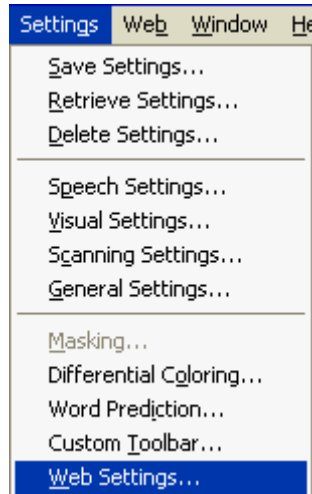 Settings Web Window He
Save Settings...
Retrieve Settings...
Delete Settings...
Speech Settings...
Visual Settings...
Scanning Settings...
General Settings...
Masking...
Differential Coloring...
Word Prediction...
Custom Toolbar...
Web Settings...